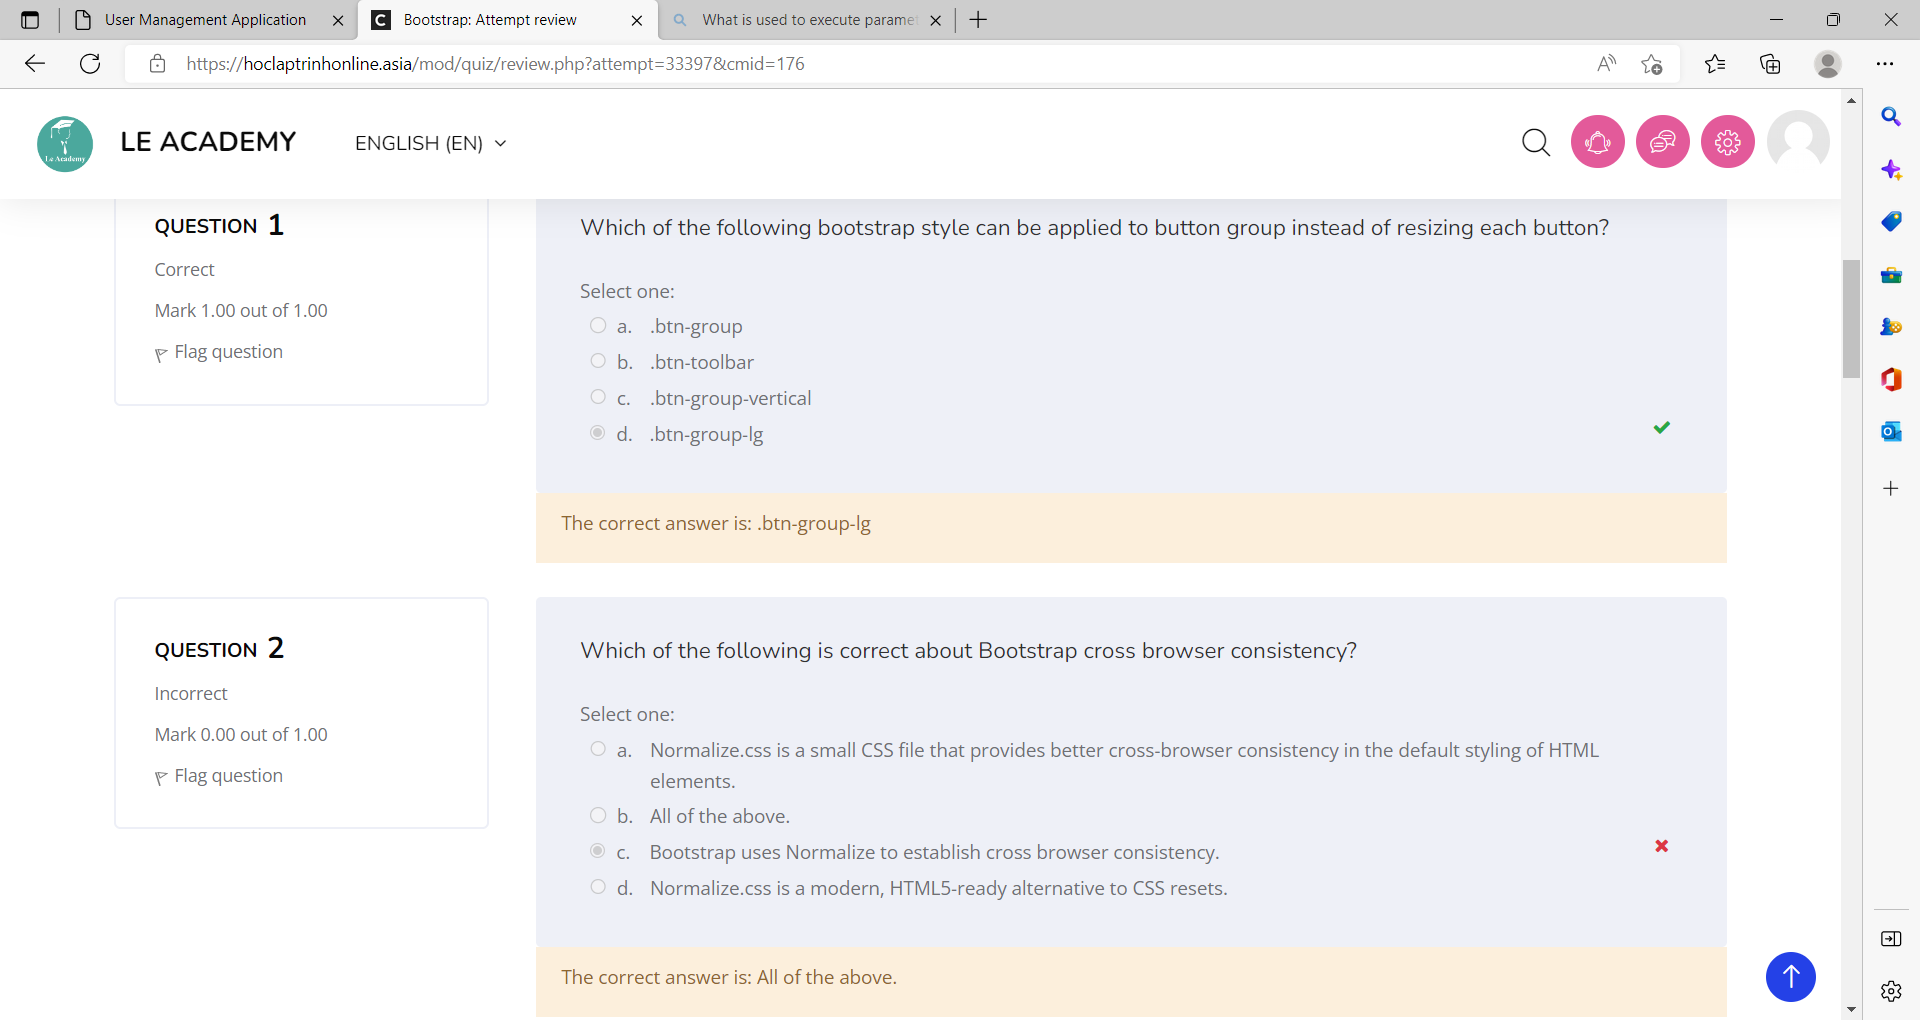 User Management Application
Bootstrap: Attempt review
What is used to execute parame
https://hoclaptrinhonline.asia/mod/quiz/review.php?attempt=33397&cmid=176
Le Academy
LE ACADEMY
ENGLISH (EN)
QUESTION 1
Correct
Mark 1.00 out of 1.00
Flag question
Which of the following bootstrap style can be applied to button group instead of resizing each button?
Select one:
a. .btn-group
b. .btn-toolbar
c. .btn-group-vertical
d. .btn-group-lg
The correct answer is: .btn-group-lg
QUESTION 2
Incorrect
Mark 0.00 out of 1.00
Flag question
Which of the following is correct about Bootstrap cross browser consistency?
Select one:
a. Normalize.css is a small CSS file that provides better cross-browser consistency in the default styling of HTML
elements.
b. All of the above.
c. Bootstrap uses Normalize to establish cross browser consistency.
d. Normalize.css is a modern, HTML5-ready alternative to CSS resets.
The correct answer is: All of the above.